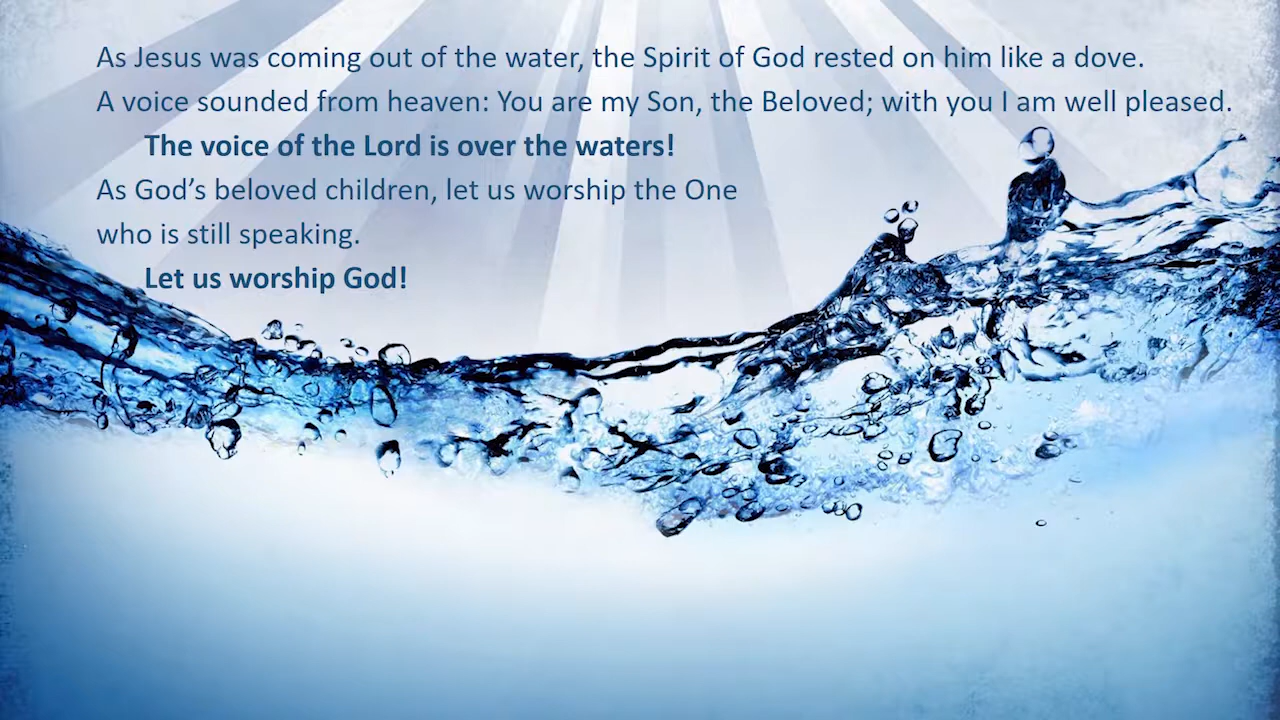 As Jesus was coming out of the water, the Spirit of God rested on him like a dove.
A voice sounded from heaven: You are my Son, the Beloved; with you I am well pleased.
The voice of the Lord is over the waters!
As God’s beloved children, let us worship the One
who is still speaking.
Let us worship God!